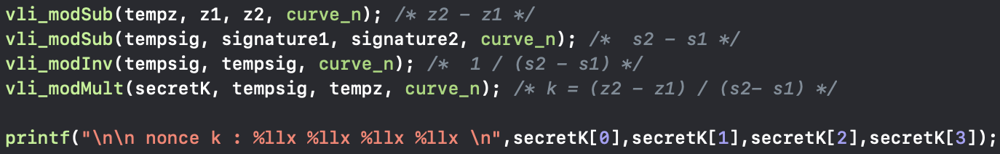 vli_modSub(tempz, z1, z2, curve_n); /* z2 - z1 */
vli_modSub(tempsig, signature1, signature2, curve_n); /*  s2 - s1 */
vli_modInv(tempsig, tempsig, curve_n); /*  1 / (s2 - s1) */
vli_modMult(secretK, tempsig, tempz, curve_n); /* k = (z2 - z1) / (s2- s1) */
printf("\n\n nonce k : %llx %llx %llx %llx \n",secretK[0],secretK[1],secretK[2],secretK[3]);